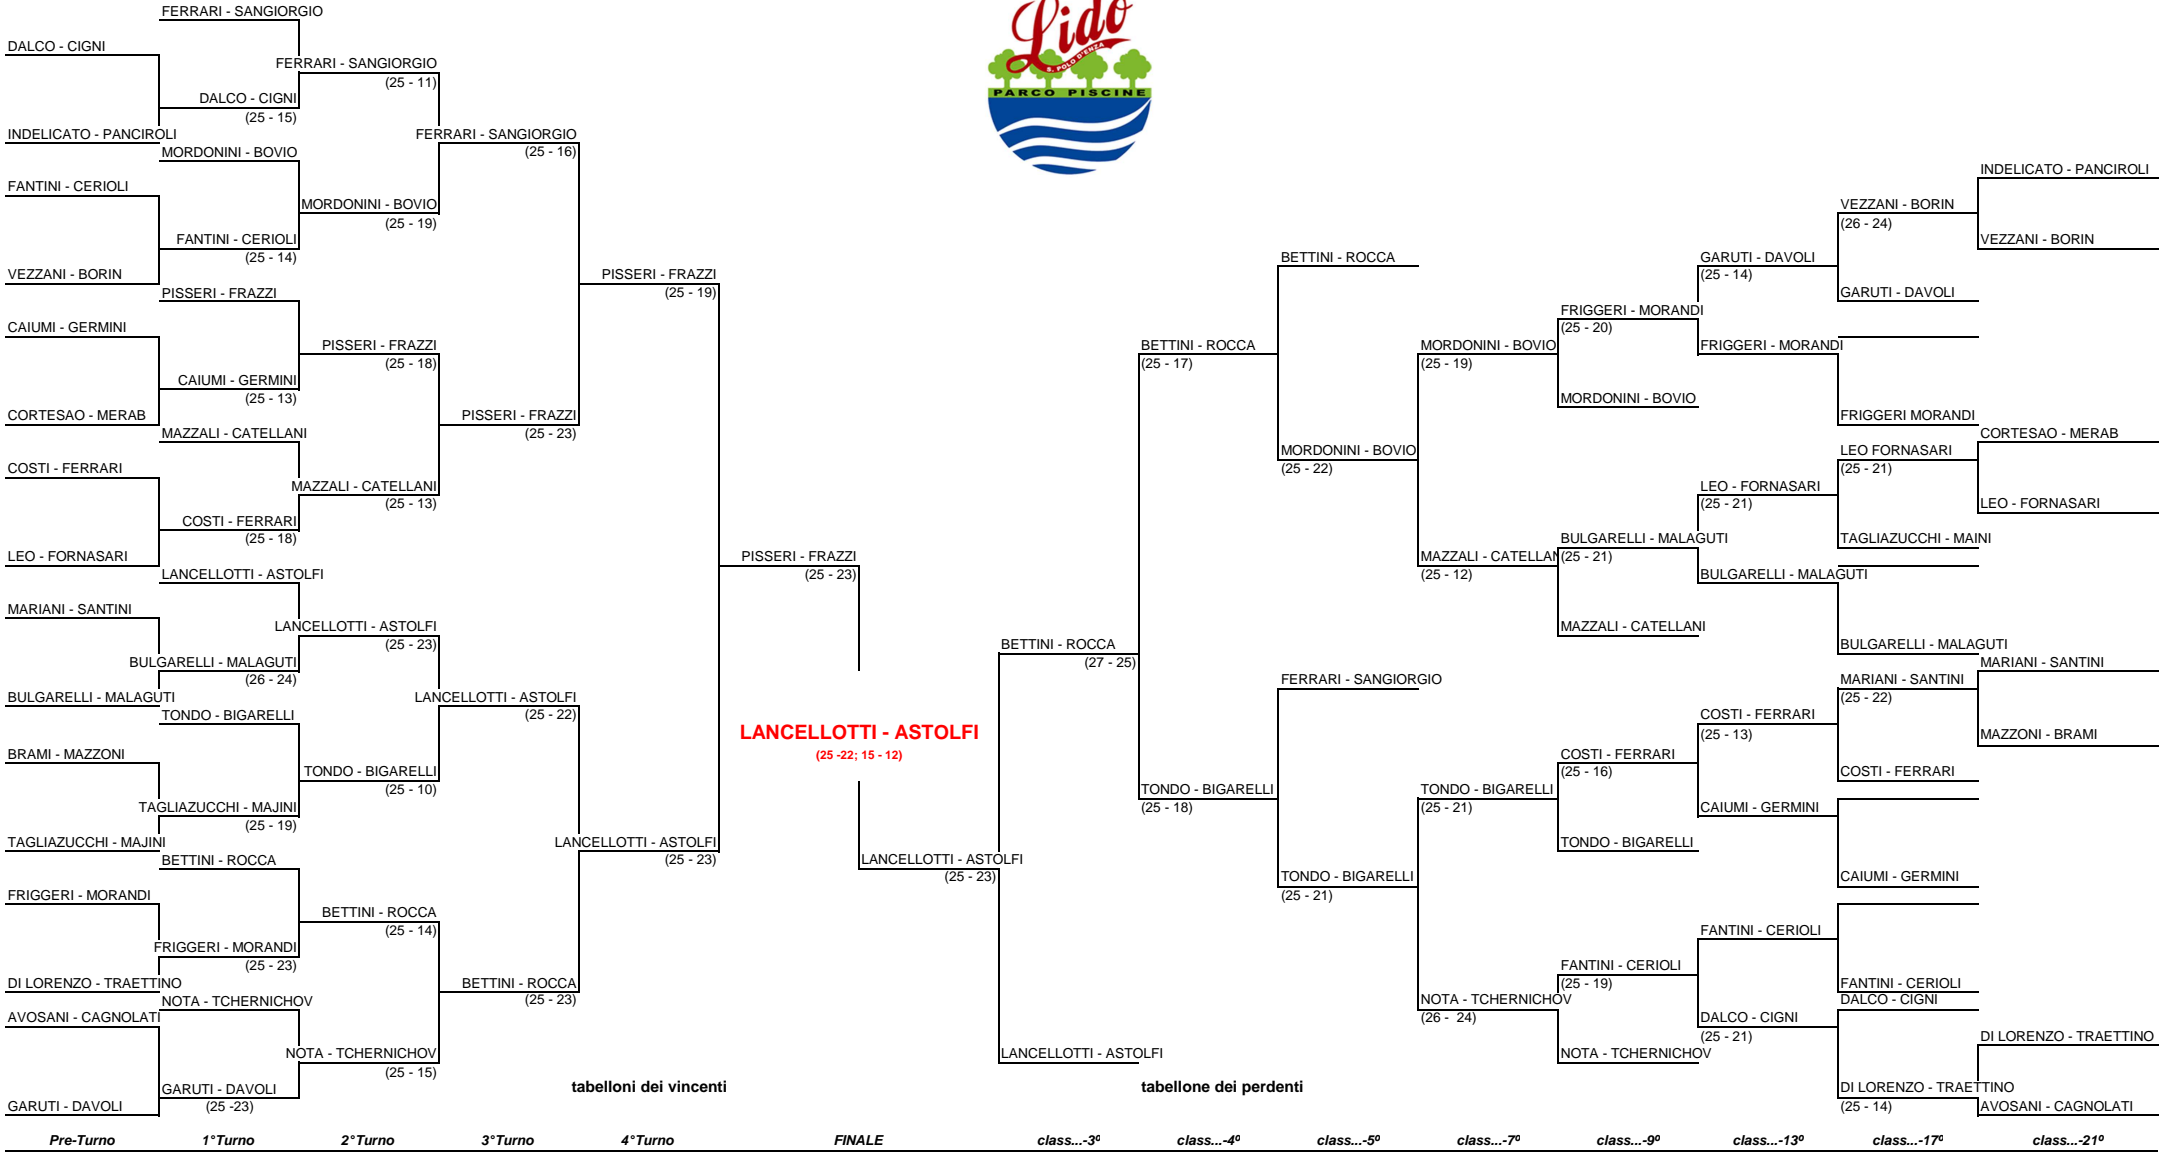 Lido
S. POLO D'ENZA
PARCO PISCINE
DALCO - CIGNI
INDELICATO - PANCIROLI
FANTINI - CERIOLI
VEZZANI - BORIN
CAIUMI - GERMINI
CORTESAO - MERAB
COSTI - FERRARI
LEO - FORNASARI
MARIANI - SANTINI
BULGARELLI - MALAGUTI
BRAMI - MAZZONI
TAGLIAZUCCHI - MAJINI
FRIGGERI - MORANDI
DI LORENZO - TRAETTINO
AVOSANI - CAGNOLATI
GARUTI - DAVOLI
FERRARI - SANGIORGIO
DALCO - CIGNI
(25 - 15)
MORDONINI - BOVIO
FANTINI - CERIOLI
(25 - 14)
PISSERI - FRAZZI
CAIUMI - GERMINI
(25 - 13)
MAZZALI - CATELLANI
COSTI - FERRARI
(25 - 18)
LANCELLOTTI - ASTOLFI
BULGARELLI - MALAGUTI
(26 - 24)
TONDO - BIGARELLI
TAGLIAZUCCHI - MAJINI
(25 - 19)
BETTINI - ROCCA
FRIGGERI - MORANDI
(25 - 23)
NOTA - TCHERNICHOV
GARUTI - DAVOLI
(25 -23)
FERRARI - SANGIORGIO
(25 - 11)
MORDONINI - BOVIO
(25 - 19)
PISSERI - FRAZZI
(25 - 18)
MAZZALI - CATELLANI
(25 - 13)
LANCELLOTTI - ASTOLFI
(25 - 23)
TONDO - BIGARELLI
(25 - 10)
BETTINI - ROCCA
(25 - 14)
NOTA - TCHERNICHOV
(25 - 15)
FERRARI - SANGIORGIO
(25 - 16)
PISSERI - FRAZZI
(25 - 23)
LANCELLOTTI - ASTOLFI
(25 - 22)
BETTINI - ROCCA
(25 - 23)
PISSERI - FRAZZI
(25 - 19)
LANCELLOTTI - ASTOLFI
(25 - 23)
tabelloni dei vincenti
PISSERI - FRAZZI
(25 - 23)
LANCELLOTTI - ASTOLFI
(25 -22; 15 - 12)
LANCELLOTTI - ASTOLFI
(25 - 23)
BETTINI - ROCCA
(27 - 25)
LANCELLOTTI - ASTOLFI
BETTINI - ROCCA
(25 - 17)
TONDO - BIGARELLI
(25 - 18)
tabellone dei perdenti
BETTINI - ROCCA
MORDONINI - BOVIO
(25 - 22)
FERRARI - SANGIORGIO
TONDO - BIGARELLI
(25 - 21)
MORDONINI - BOVIO
(25 - 19)
MAZZALI - CATELLAN
(25 - 12)
TONDO - BIGARELLI
(25 - 21)
NOTA - TCHERNICHOV
(26 -  24)
FRIGGERI - MORANDI
(25 - 20)
MORDONINI - BOVIO
BULGARELLI - MALAGUTI
(25 - 21)
MAZZALI - CATELLANI
COSTI - FERRARI
(25 - 16)
TONDO - BIGARELLI
FANTINI - CERIOLI
(25 - 19)
NOTA - TCHERNICHOV
GARUTI - DAVOLI
(25 - 14)
FRIGGERI - MORANDI
LEO - FORNASARI
(25 - 21)
BULGARELLI - MALAGUTI
COSTI - FERRARI
(25 - 13)
CAIUMI - GERMINI
FANTINI - CERIOLI
DALCO - CIGNI
(25 - 21)
VEZZANI - BORIN
(26 - 24)
GARUTI - DAVOLI
FRIGGERI MORANDI
LEO FORNASARI
(25 - 21)
TAGLIAZUCCHI - MAINI
BULGARELLI - MALAGUTI
MARIANI - SANTINI
(25 - 22)
COSTI - FERRARI
CAIUMI - GERMINI
FANTINI - CERIOLI
DALCO - CIGNI
DI LORENZO - TRAETTINO
(25 - 14)
INDELICATO - PANCIROLI
VEZZANI - BORIN
CORTESAO - MERAB
LEO - FORNASARI
MARIANI - SANTINI
MAZZONI - BRAMI
DI LORENZO - TRAETTINO
AVOSANI - CAGNOLATI
Pre-Turno 1°Turno 2°Turno 3°Turno 4°Turno FINALE class...-3º class...-4º class...-5º class...-7º class...-9º class...-13º class...-17º class...-21º